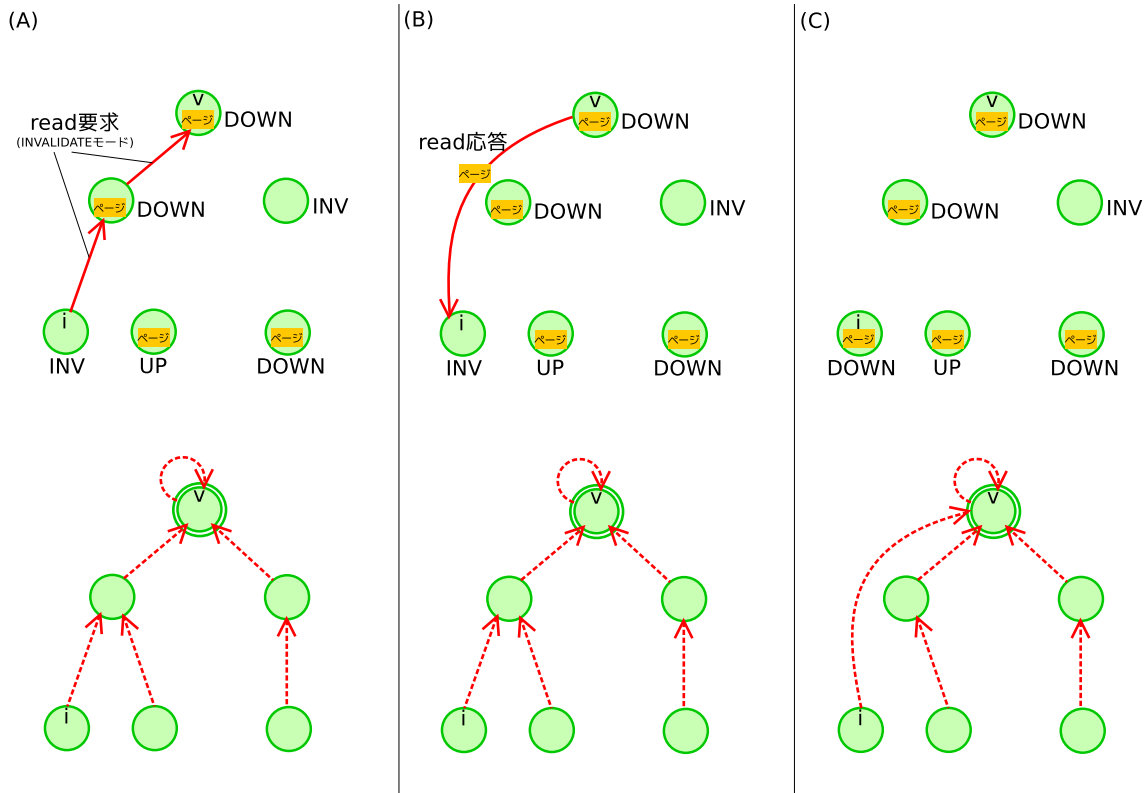 (A)
v
ページ
DOWN
read要求
(INVALIDATEモード)
ページ
DOWN
INV
i
INV
ページ
UP
ページ
DOWN
v
i
(B)
v
ページ
DOWN
read応答
ページ
ページ
DOWN
INV
i
INV
ページ
UP
ページ
DOWN
v
i
(C)
v
ページ
DOWN
ページ
DOWN
INV
i
ページ
DOWN
ページ
UP
ページ
DOWN
v
i